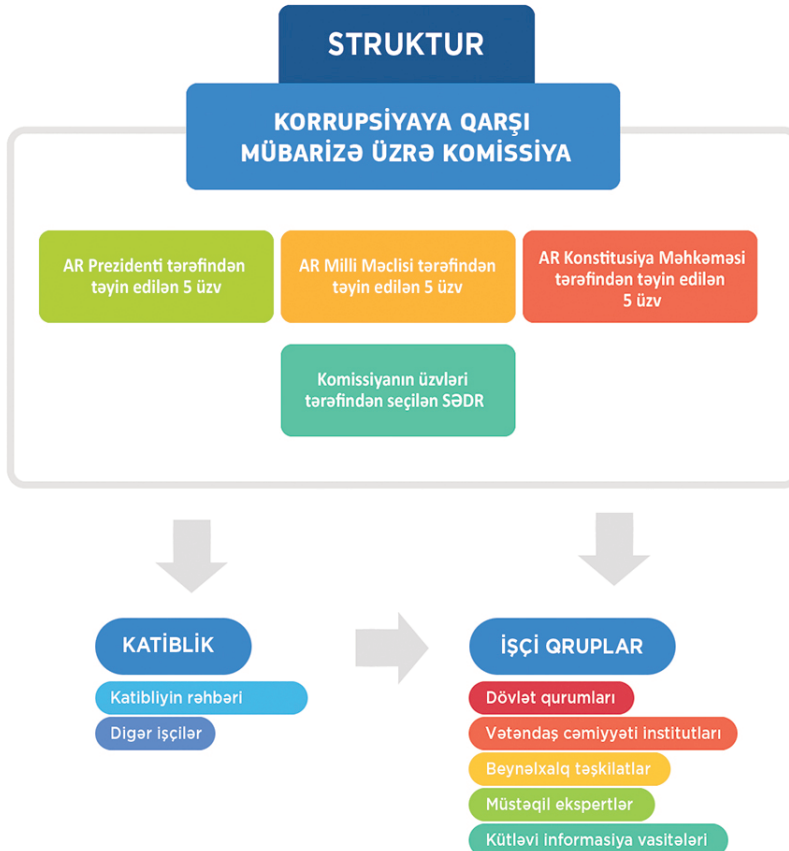 STRUKTUR
KORRUPSİYAYA QARŞI
MÜBARİZƏ ÜZRƏ KOMİSSİYA
AR Prezidenti tərəfindən
təyin edilən 5 üzv
AR Milli Məclisi tərəfindən
təyin edilən 5 üzv
AR Konstitusiya Məhkəməsi
tərəfindən təyin edilən
5 üzv
Komissiyanın üzvləri
tərəfindən seçilən SƏDR
KATİBLİK
Katibliyin rəhbəri
Digər işçilər
İŞÇİ QRUPLAR
Dövlət qurumları
Vətəndaş cəmiyyəti institutları
Beynəlxalq təşkilatlar
Müstəqil ekspertlər
Kütləvi informasiya vasitələri